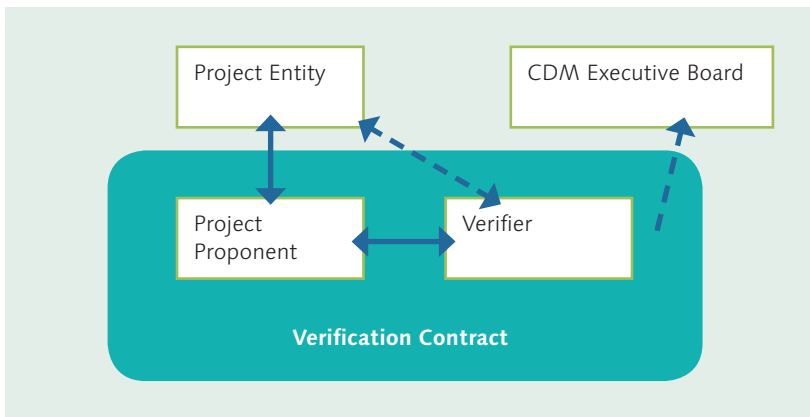 Project Entity
CDM Executive Board
Project
Proponent
Verifier
Verification Contract